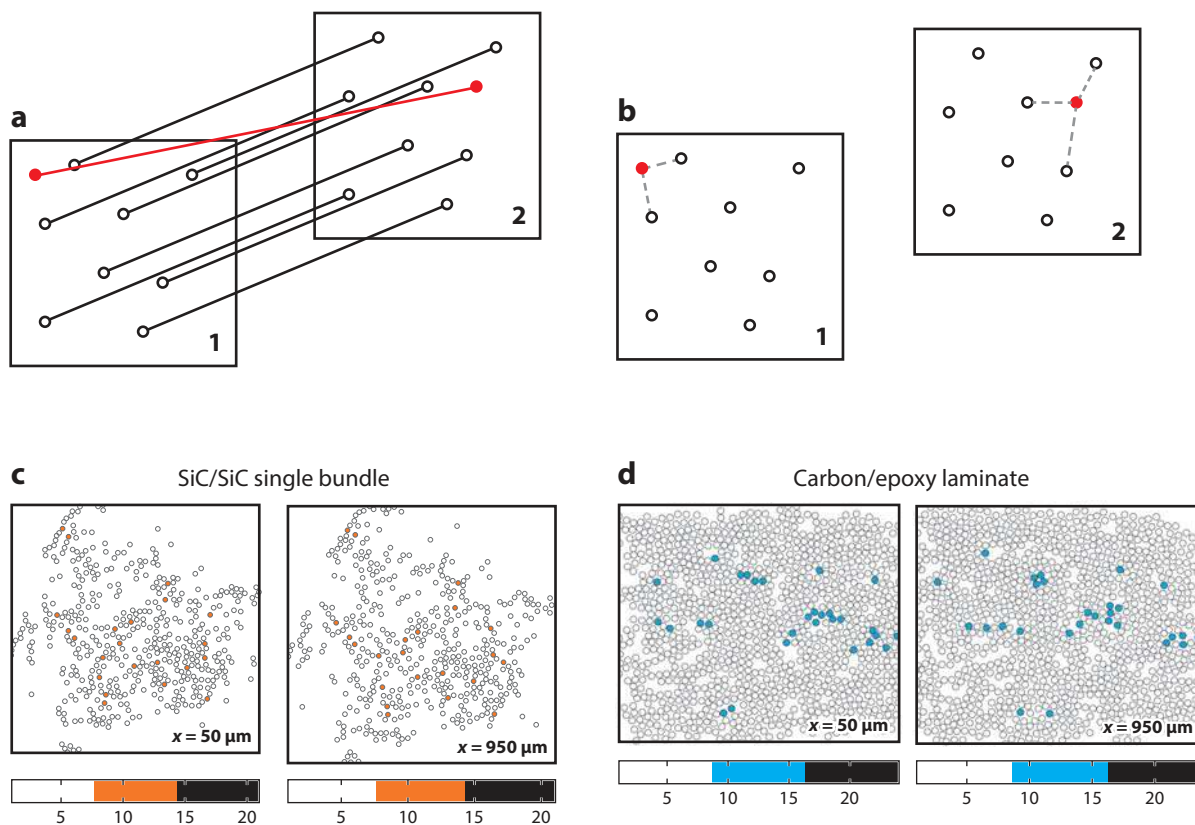 a
1
2
b
1
2
c
SiC/SiC single bundle
x = 50 µm
x = 950 µm
5 10 15 20
5 10 15 20
d
Carbon/epoxy laminate
x = 50 µm
x = 950 µm
5 10 15 20
5 10 15 20